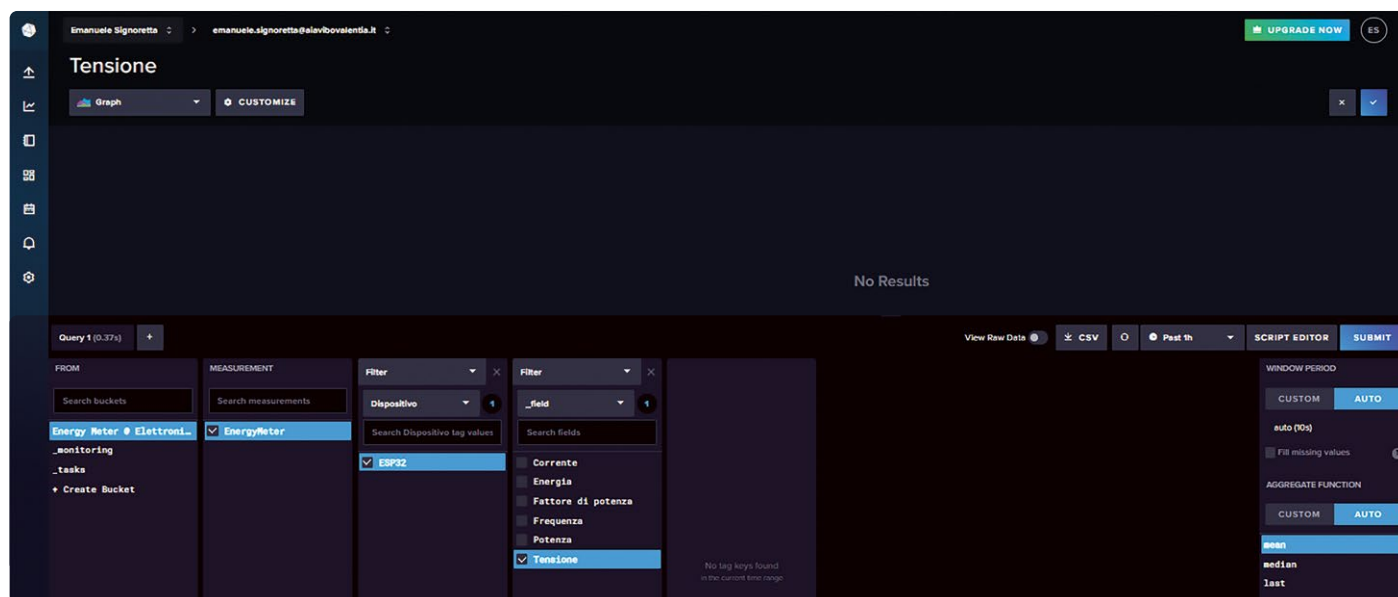 Emanuele Signoretta > emanuele.signoretta@aiavibovalentia.it
UPGRADE NOW
ES
Tensione
Graph
CUSTOMIZE
No Results
Query 1 (0.37s)
+
View Raw Data
CSV
Past 1h
SCRIPT EDITOR
SUBMIT
FROM
Search buckets
Energy Meter @ Elettroni...
_monitoring
_tasks
+ Create Bucket
MEASUREMENT
Search measurements
EnergyMeter
Filter
Dispositivo
1
Search Dispositivo tag values
ESP32
Filter
_field
1
Search fields
Corrente
Energia
Fattore di potenza
Frequenza
Potenza
Tensione
No tag keys found
in the current time range
WINDOW PERIOD
CUSTOM
AUTO
auto (10s)
Fill missing values
AGGREGATE FUNCTION
CUSTOM
AUTO
mean
median
last